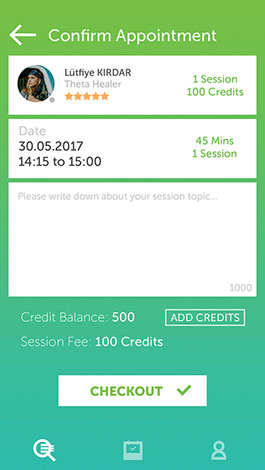 Confirm Appointment
Lütfiye KIRDAR
Theta Healer
1 Session
100 Credits
Date
30.05.2017
14:15 to 15:00
45 Mins
1 Session
Please write down about your session topic...
1000
Credit Balance: 500
ADD CREDITS
Session Fee: 100 Credits
CHECKOUT